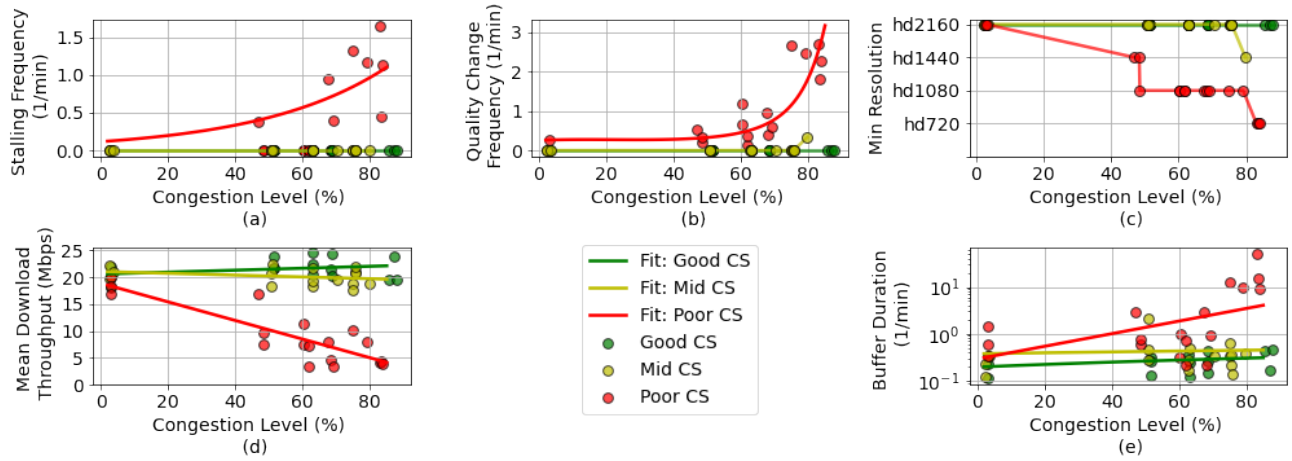 Stalling Frequency
(1/min)
1.5
1.0
0.5
0.0
0 20 40 60 80
Congestion Level (%)
(a)
Quality Change
Frequency (1/min)
3
2
1
0
0 20 40 60 80
Congestion Level (%)
(b)
Min Resolution
hd2160
hd1440
hd1080
hd720
0 20 40 60 80
Congestion Level (%)
(c)
Mean Download
Throughput (Mbps)
25
20
15
10
5
0
0 20 40 60 80
Congestion Level (%)
(d)
Fit: Good CS
Fit: Mid CS
Fit: Poor CS
Good CS
Mid CS
Poor CS
Buffer Duration
(1/min)
10¹
10⁰
10⁻¹
0 20 40 60 80
Congestion Level (%)
(e)